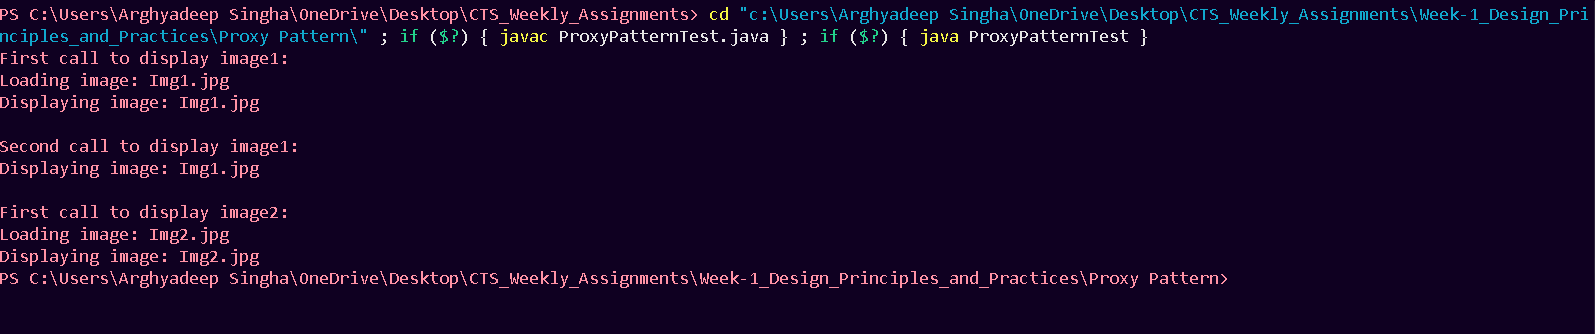 PS C:\Users\Arghyadeep Singha\OneDrive\Desktop\CTS_Weekly_Assignments> cd "c:\Users\Arghyadeep Singha\OneDrive\Desktop\CTS_Weekly_Assignments\Week-1_Design_Pri
nciples_and_Practices\Proxy Pattern\" ; if ($?) { javac ProxyPatternTest.java } ; if ($?) { java ProxyPatternTest }
First call to display image1:
Loading image: Img1.jpg
Displaying image: Img1.jpg

Second call to display image1:
Displaying image: Img1.jpg

First call to display image2:
Loading image: Img2.jpg
Displaying image: Img2.jpg
PS C:\Users\Arghyadeep Singha\OneDrive\Desktop\CTS_Weekly_Assignments\Week-1_Design_Principles_and_Practices\Proxy Pattern>